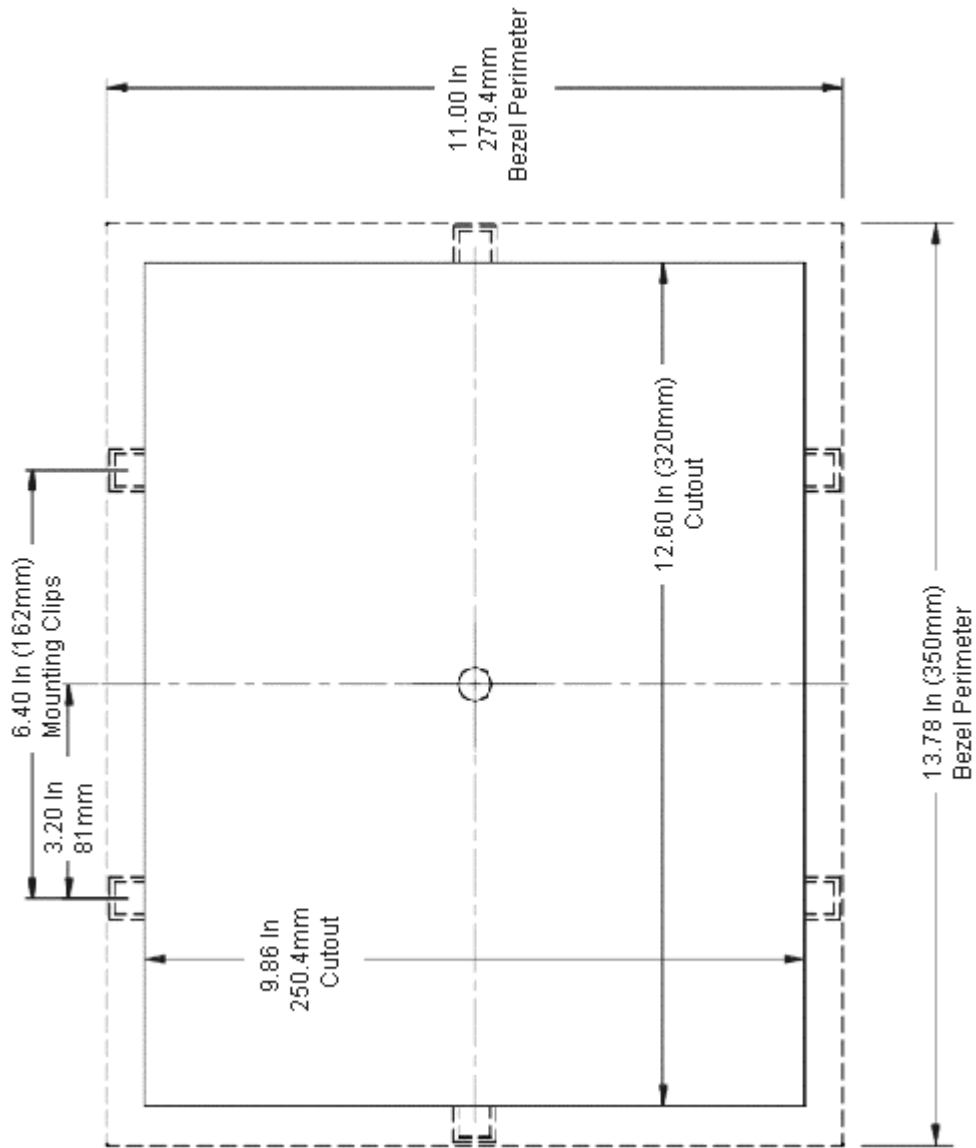 6.40 In (162mm)
Mounting Clips
3.20 In
81mm
11.00 In
279.4mm
Bezel Perimeter
9.86 In
250.4mm
Cutout
12.60 In (320mm)
Cutout
13.78 In (350mm)
Bezel Perimeter